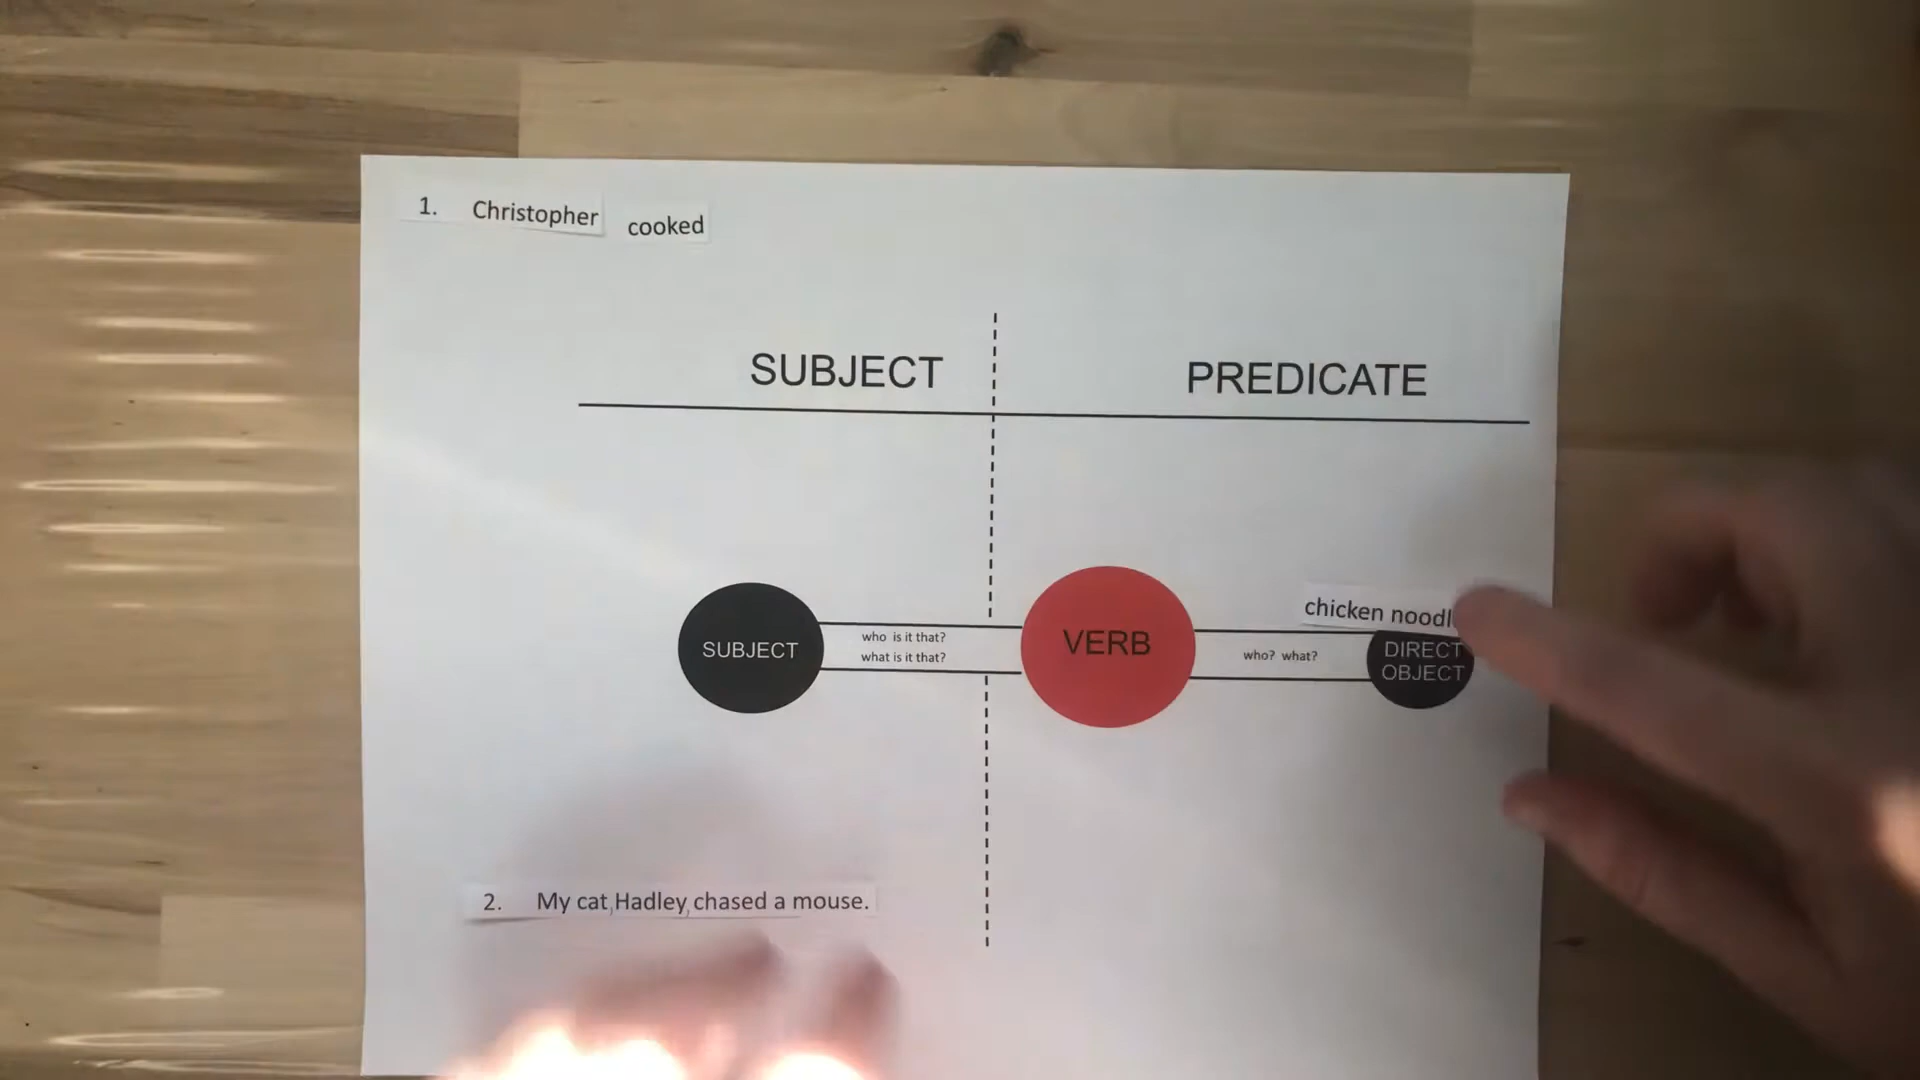 1. Christopher cooked
SUBJECT PREDICATE
chicken noodl
SUBJECT
who is it that?
what is it that?
VERB
who? what?
DIRECT
OBJECT
2. My cat, Hadley, chased a mouse.